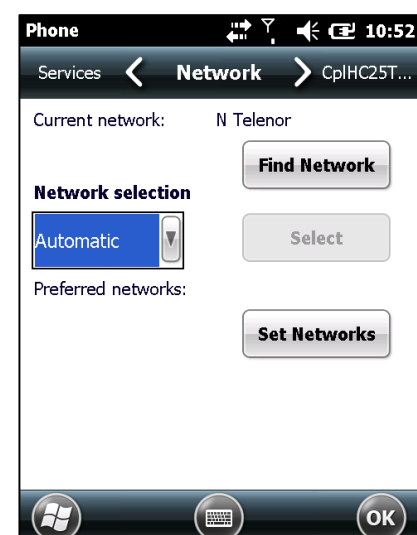 Phone 10:52
Services Network CplHC25T...
Current network: N Telenor
Find Network
Network selection
Automatic Select
Preferred networks:
Set Networks
OK